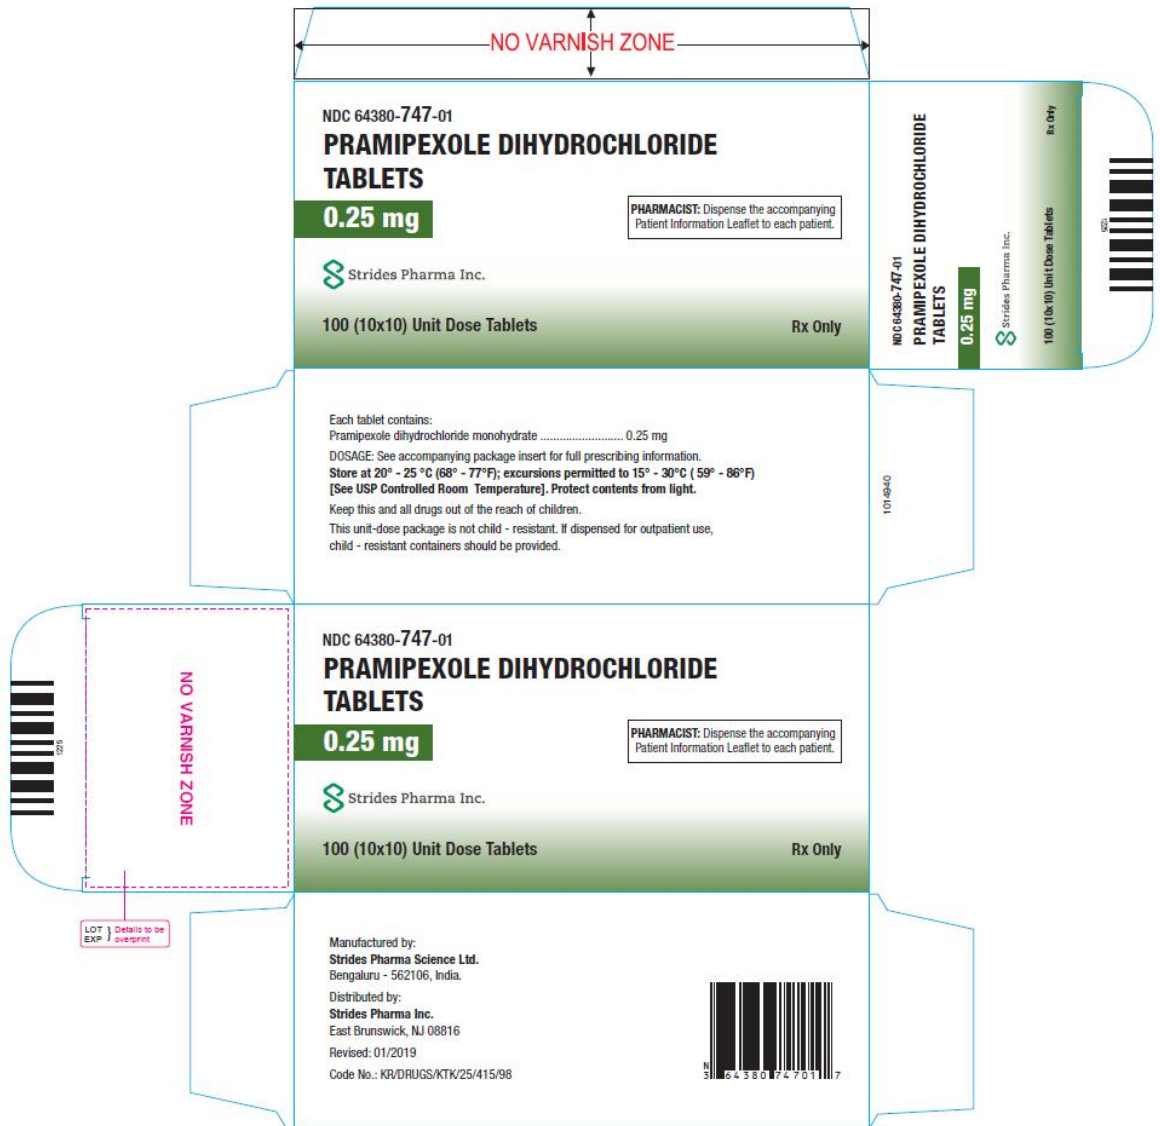 NO VARNISH ZONE
NDC 64380-747-01
PRAMIPEXOLE DIHYDROCHLORIDE
TABLETS
0.25 mg
PHARMACIST: Dispense the accompanying
Patient Information Leaflet to each patient.
Strides Pharma Inc.
100 (10x10) Unit Dose Tablets
Rx Only
NDC 64380-747-01
PRAMIPEXOLE DIHYDROCHLORIDE
TABLETS
0.25 mg
Strides Pharma Inc.
100 (10x10) Unit Dose Tablets
Rx Only
1225
Each tablet contains:
Pramipexole dihydrochloride monohydrate .......................... 0.25 mg
DOSAGE: See accompanying package insert for full prescribing information.
Store at 20° - 25 °C (68° - 77°F); excursions permitted to 15° - 30°C ( 59° - 86°F)
[See USP Controlled Room Temperature]. Protect contents from light.
Keep this and all drugs out of the reach of children.
This unit-dose package is not child - resistant. If dispensed for outpatient use,
child - resistant containers should be provided.
1014940
1225
NO VARNISH ZONE
LOT
EXP
} Details to be
overprint
NDC 64380-747-01
PRAMIPEXOLE DIHYDROCHLORIDE
TABLETS
0.25 mg
PHARMACIST: Dispense the accompanying
Patient Information Leaflet to each patient.
Strides Pharma Inc.
100 (10x10) Unit Dose Tablets
Rx Only
Manufactured by:
Strides Pharma Science Ltd.
Bengaluru - 562106, India.
Distributed by:
Strides Pharma Inc.
East Brunswick, NJ 08816
Revised: 01/2019
Code No.: KR/DRUGS/KTK/25/415/98
N
3 64380 74701 7